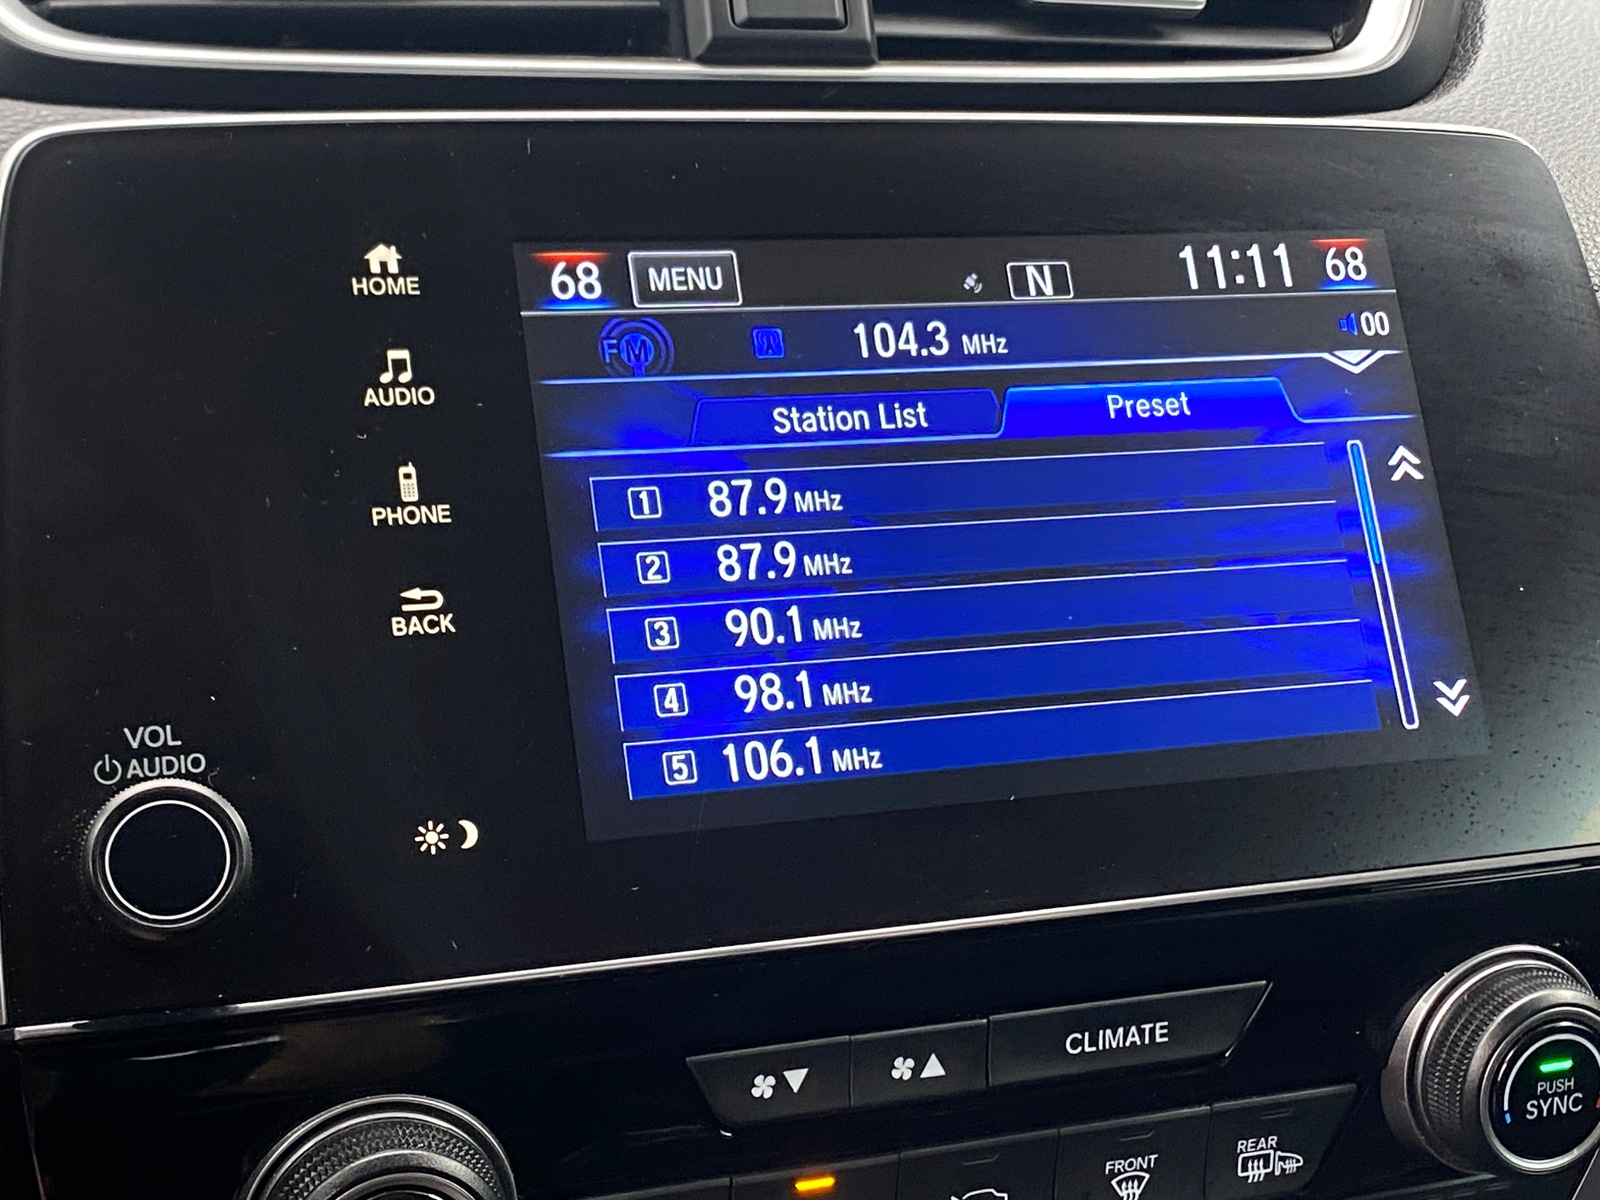 HOME
AUDIO
PHONE
BACK
VOL
AUDIO
68 MENU N 11:11 68
FM 104.3 MHz 00
Station List Preset
1 87.9 MHz
2 87.9 MHz
3 90.1 MHz
4 98.1 MHz
5 106.1 MHz
CLIMATE
PUSH
SYNC
FRONT
REAR